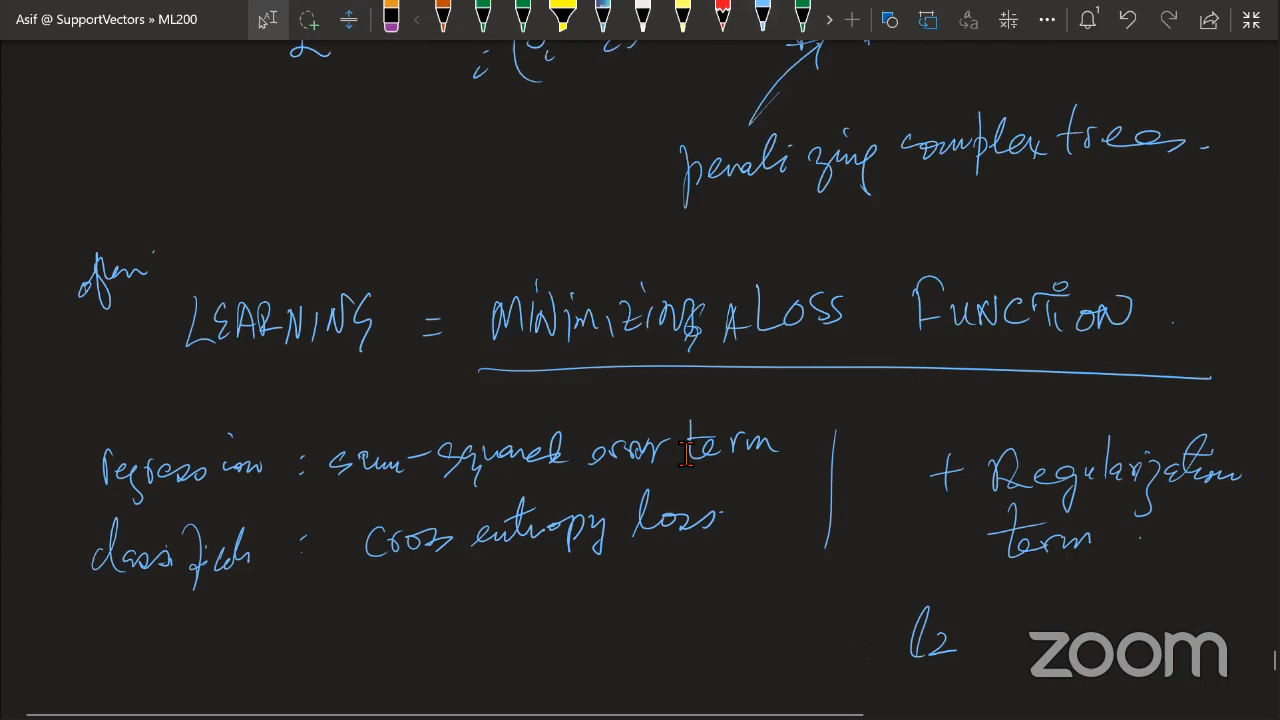 Asif @ SupportVectors » ML200
i
penalizing complex trees.
often
LEARNING = MINIMIZING A LOSS FUNCTION.
regression : sum-squared error term
+ Regularization
term.
classificn : cross entropy loss
l2
zoom